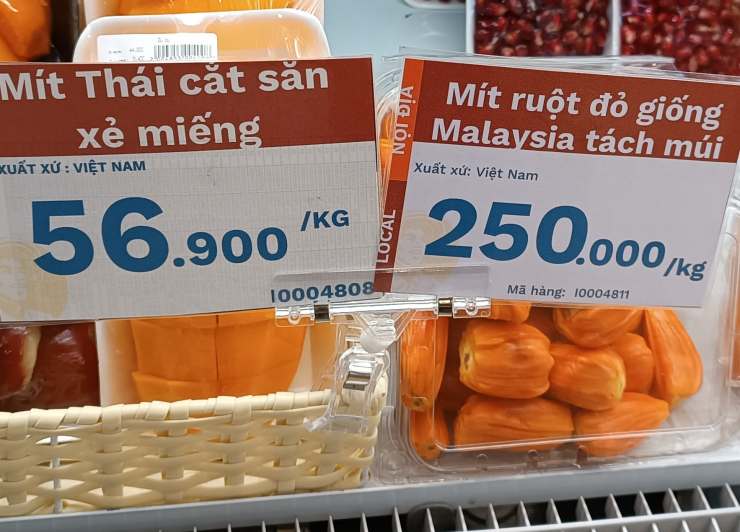 Mít Thái cắt sẵn
xẻ miếng
XUẤT XỨ : VIỆT NAM
56.900 /KG
I0004808
NỘI ĐỊA
LOCAL
Mít ruột đỏ giống
Malaysia tách múi
Xuất xứ: Việt Nam
250.000/kg
Mã hàng: I0004811